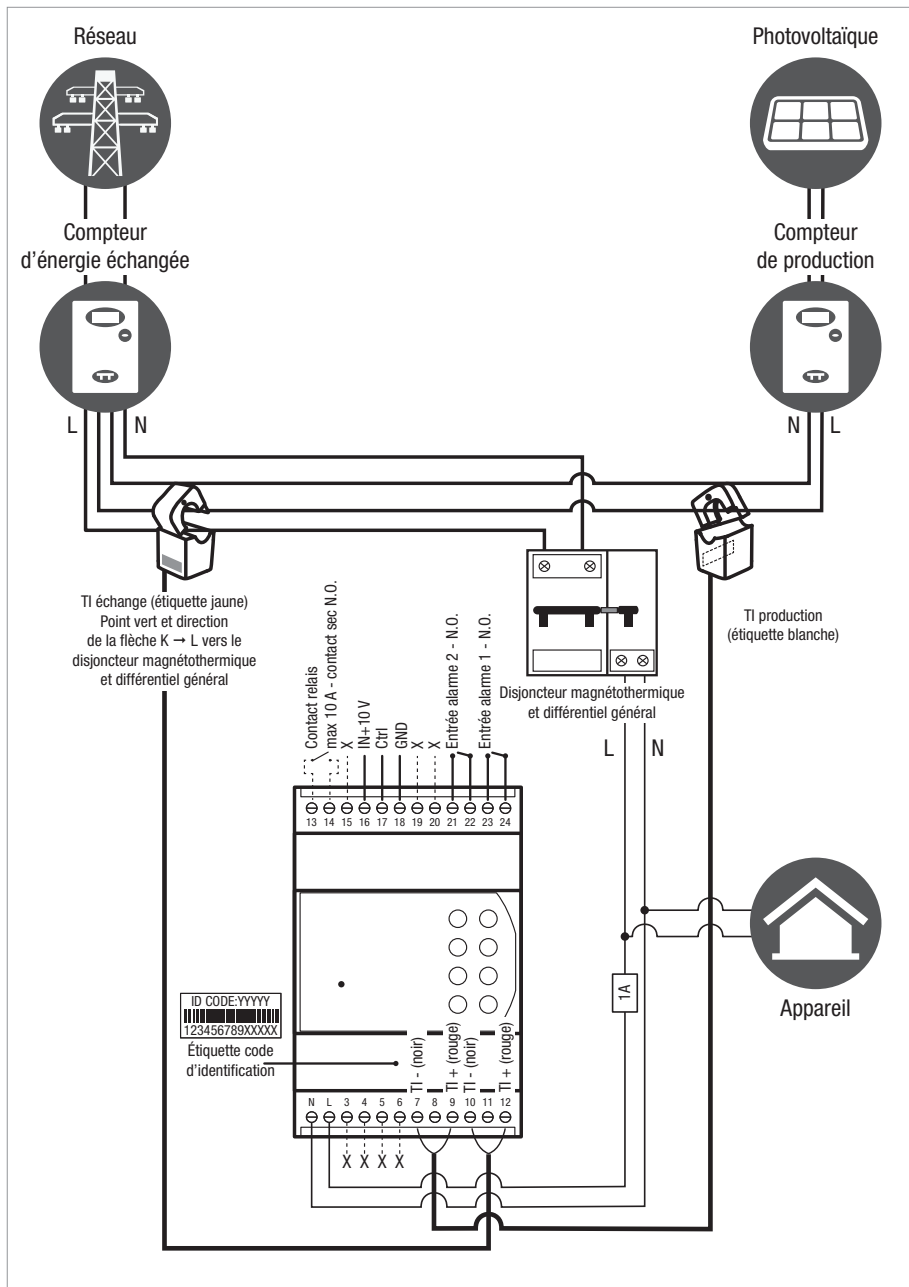 Réseau
Photovoltaïque
Compteur
d'énergie échangée
Compteur
de production
L
N
N
L
TI échange (étiquette jaune)
Point vert et direction
de la flèche K → L vers le
disjoncteur magnétothermique
et différentiel général
TI production
(étiquette blanche)
Disjoncteur magnétothermique
et différentiel général
L
N
Contact relais
max 10 A - contact sec N.O.
X
IN+10 V
Ctrl
GND
X
X
Entrée alarme 2 - N.O.
Entrée alarme 1 - N.O.
13 14 15 16 17 18 19 20 21 22 23 24
1A
Appareil
ID CODE:YYYYY
123456789XXXXX
Étiquette code
d'identification
TI - (noir)
TI + (rouge)
TI - (noir)
TI + (rouge)
N L 3 4 5 6 7 8 9 10 11 12
X X X X